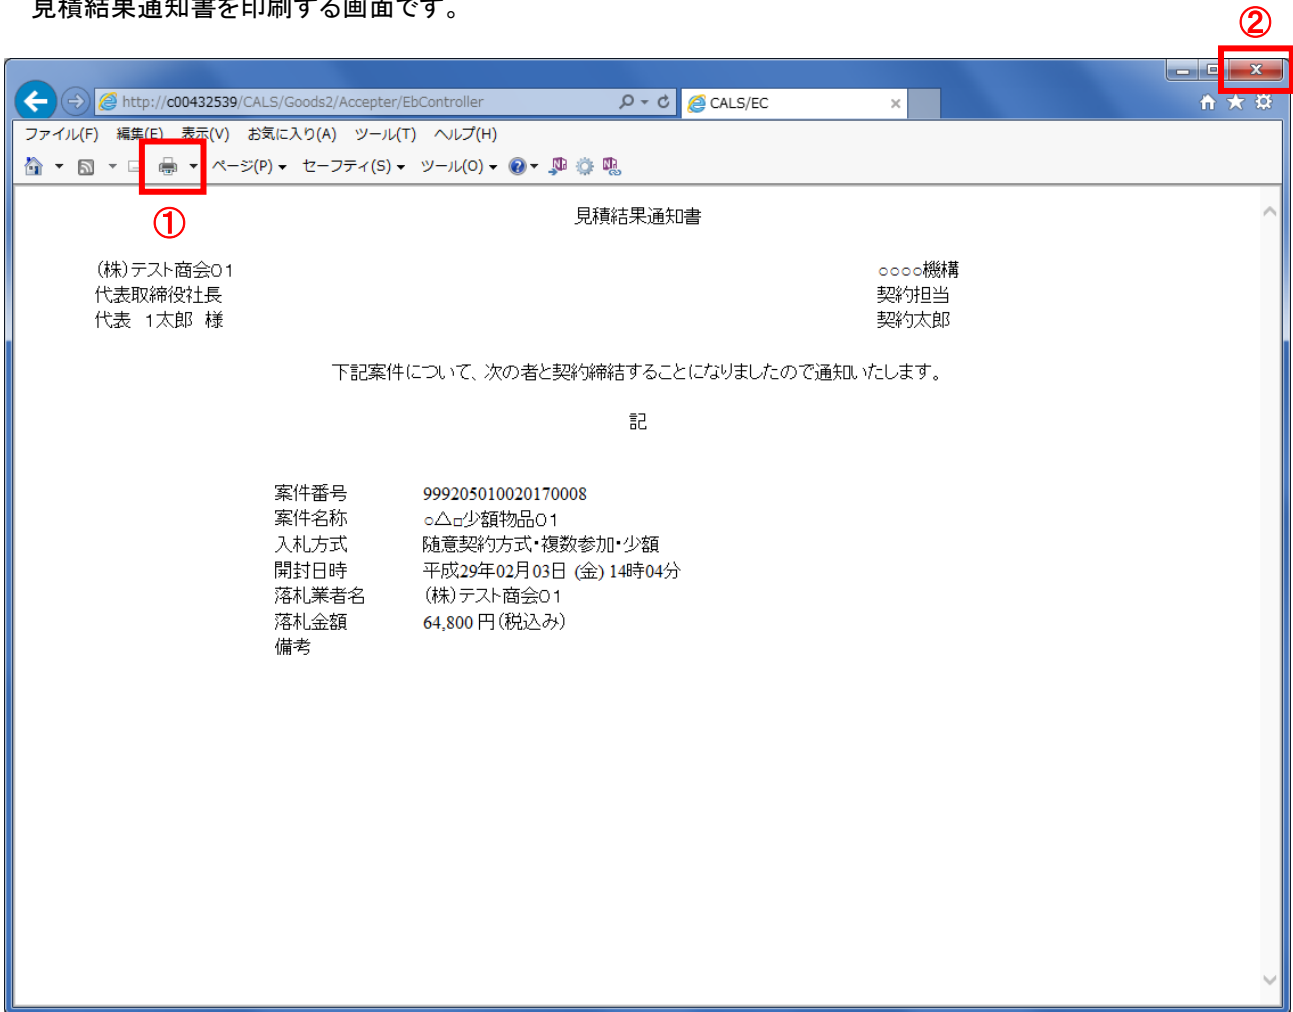 見積結果通知書を印刷する画面です。
②
http://c00432539/CALS/Goods2/Accepter/EbController
CALS/EC
ファイル(F) 編集(E) 表示(V) お気に入り(A) ツール(T) ヘルプ(H)
ページ(P) セーフティ(S) ツール(O)
①
見積結果通知書
(株)テスト商会01
○○○○機構
代表取締役社長
契約担当
代表 1太郎 様
契約太郎
下記案件について、次の者と契約締結することになりましたので通知いたします。
記
案件番号 999205010020170008
案件名称 ○△□少額物品01
入札方式 随意契約方式・複数参加・少額
開封日時 平成29年02月03日 (金) 14時04分
落札業者名 (株)テスト商会01
落札金額 64,800 円(税込み)
備考